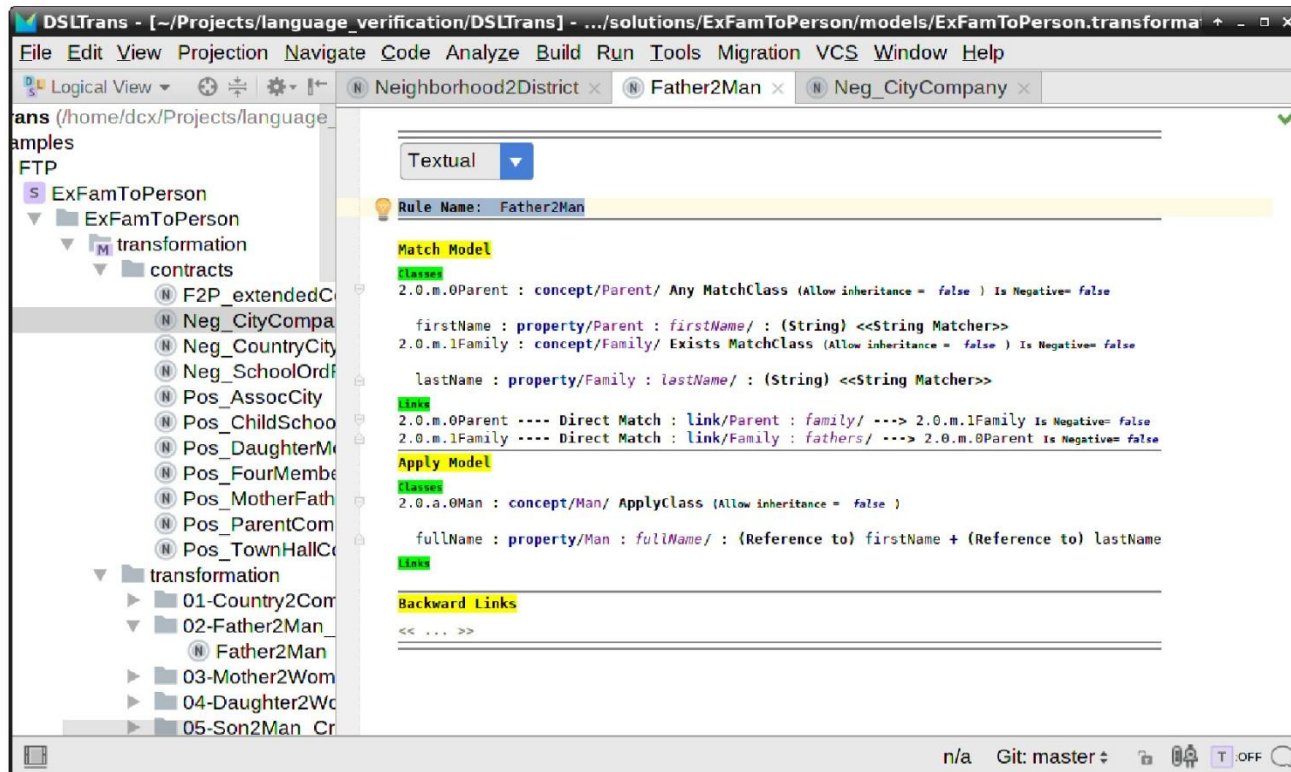 DSLTrans - [~/Projects/language_verification/DSLTrans] - .../solutions/ExFamToPerson/models/ExFamToPerson.transforma
File Edit View Projection Navigate Code Analyze Build Run Tools Migration VCS Window Help
Logical View
Neighborhood2District
Father2Man
Neg_CityCompany
ans (/home/dcx/Projects/language_
amples
FTP
ExFamToPerson
ExFamToPerson
transformation
contracts
F2P_extendedC
Neg_CityCompa
Neg_CountryCity
Neg_SchoolOrdF
Pos_AssocCity
Pos_ChildSchoo
Pos_DaughterMo
Pos_FourMembe
Pos_MotherFath
Pos_ParentCom
Pos_TownHallCo
transformation
01-Country2Com
02-Father2Man_
Father2Man
03-Mother2Wom
04-Daughter2Wo
05-Son2Man_Cr
Textual
Rule Name: Father2Man
Match Model
Classes
2.0.m.0Parent : concept/Parent/ Any MatchClass (Allow inheritance = false ) Is Negative= false
firstName : property/Parent : firstName/ : (String) <<String Matcher>>
2.0.m.1Family : concept/Family/ Exists MatchClass (Allow inheritance = false ) Is Negative= false
lastName : property/Family : lastName/ : (String) <<String Matcher>>
Links
2.0.m.0Parent ---- Direct Match : link/Parent : family/ ---> 2.0.m.1Family Is Negative= false
2.0.m.1Family ---- Direct Match : link/Family : fathers/ ---> 2.0.m.0Parent Is Negative= false
Apply Model
Classes
2.0.a.0Man : concept/Man/ ApplyClass (Allow inheritance = false )
fullName : property/Man : fullName/ : (Reference to) firstName + (Reference to) lastName
Links
Backward Links
<< ... >>
n/a Git: master T :OFF